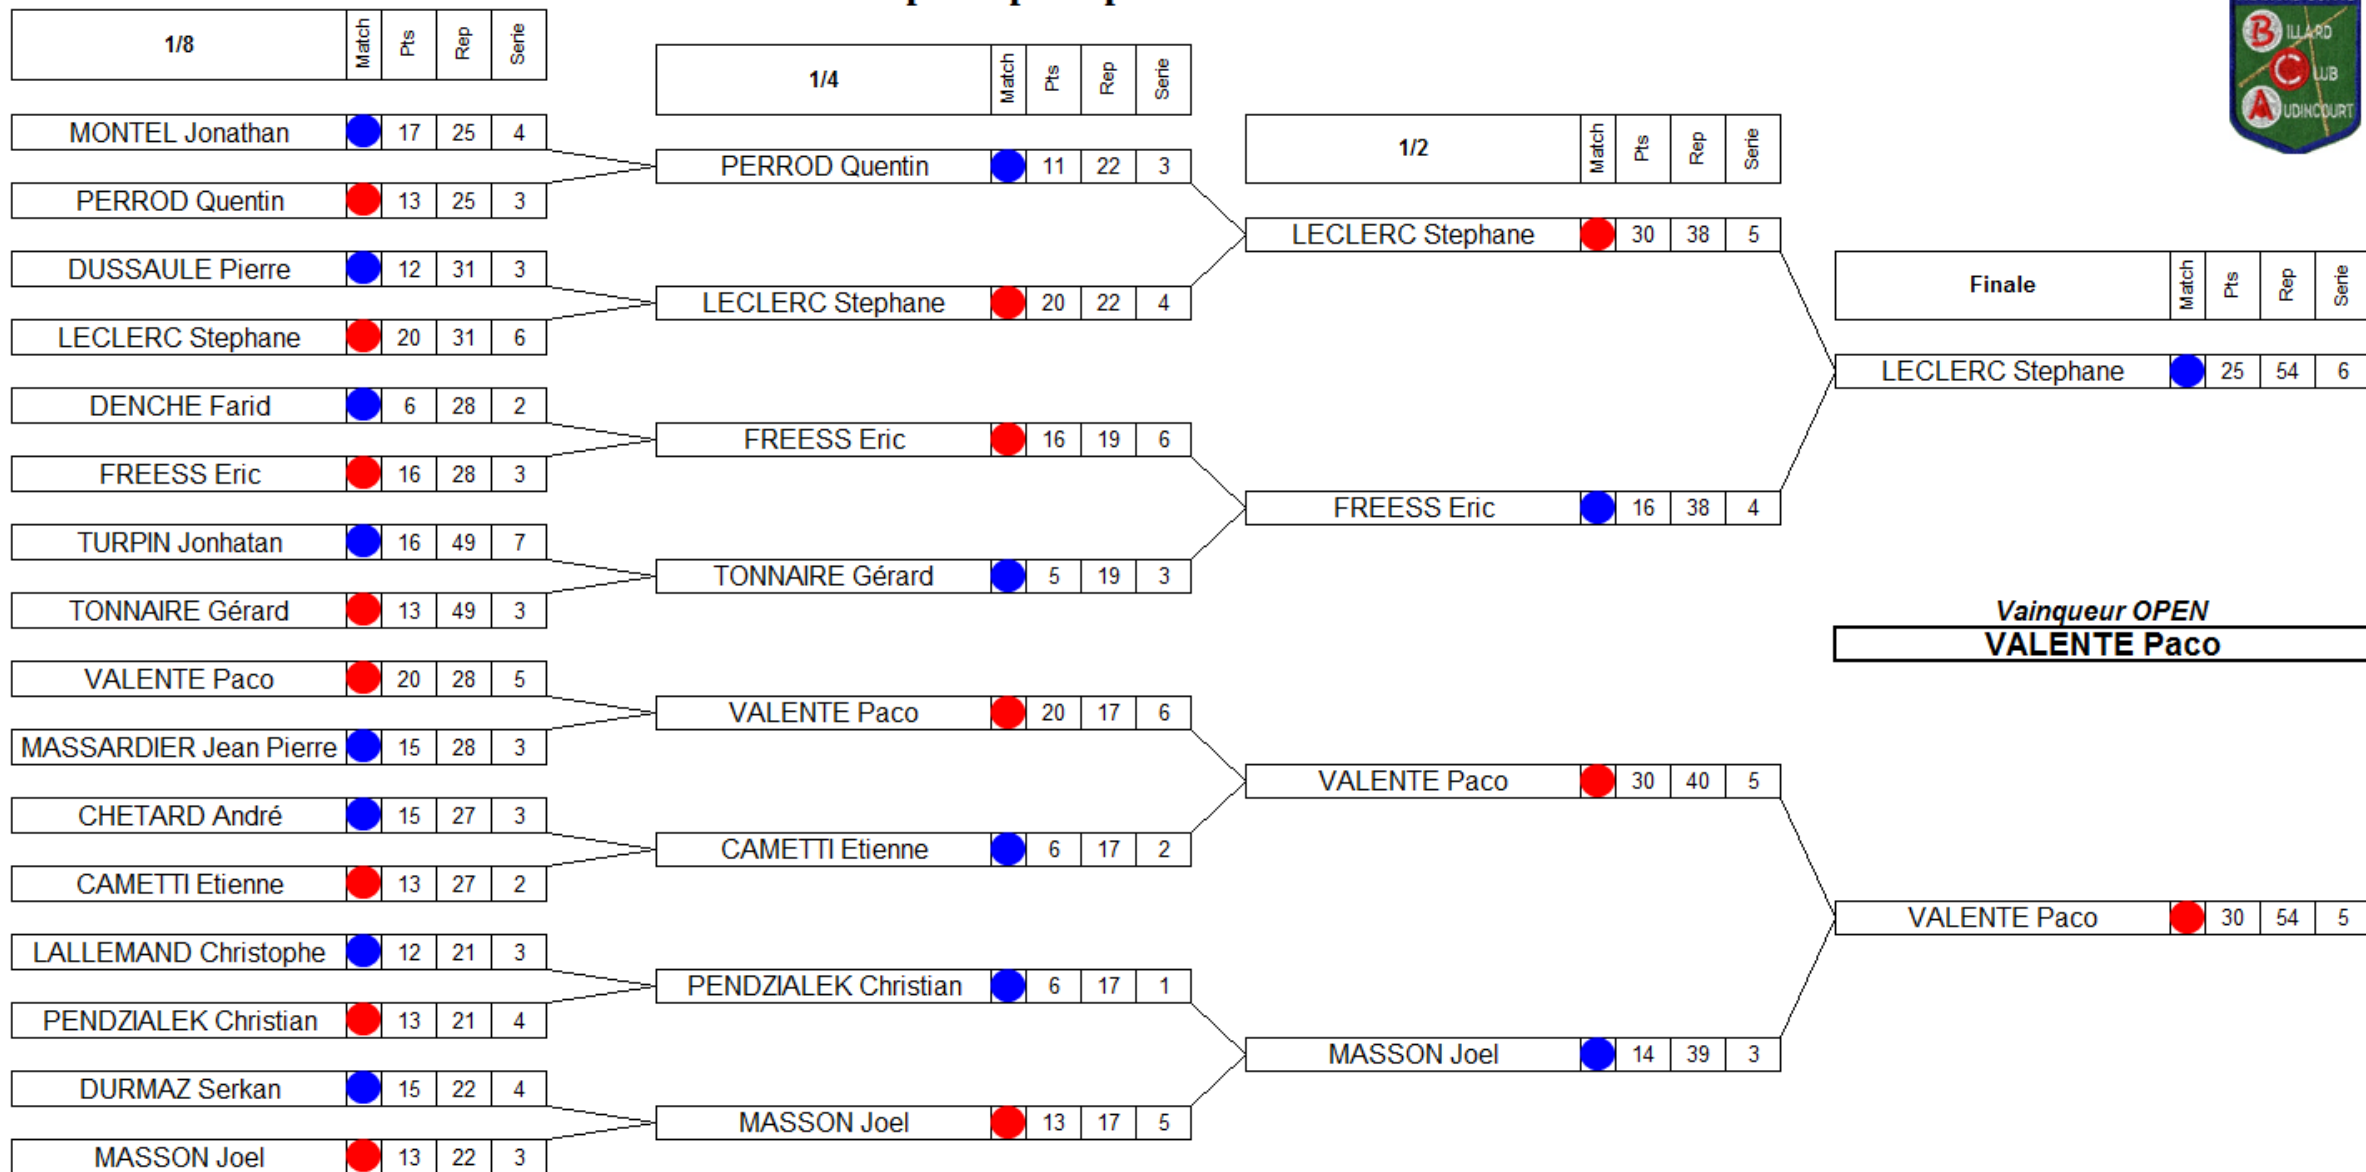 1/8 Match Pts Rep Serie
MONTEL Jonathan 17 25 4
PERROD Quentin 13 25 3
DUSSAULE Pierre 12 31 3
LECLERC Stephane 20 31 6
DENCHE Farid 6 28 2
FREESS Eric 16 28 3
TURPIN Jonhatan 16 49 7
TONNAIRE Gérard 13 49 3
VALENTE Paco 20 28 5
MASSARDIER Jean Pierre 15 28 3
CHETARD André 15 27 3
CAMETTI Etienne 13 27 2
LALLEMAND Christophe 12 21 3
PENDZIALEK Christian 13 21 4
DURMAZ Serkan 15 22 4
MASSON Joel 13 22 3
1/4 Match Pts Rep Serie
PERROD Quentin 11 22 3
LECLERC Stephane 20 22 4
FREESS Eric 16 19 6
TONNAIRE Gérard 5 19 3
VALENTE Paco 20 17 6
CAMETTI Etienne 6 17 2
PENDZIALEK Christian 6 17 1
MASSON Joel 13 17 5
1/2 Match Pts Rep Serie
LECLERC Stephane 30 38 5
FREESS Eric 16 38 4
VALENTE Paco 30 40 5
MASSON Joel 14 39 3
BILLARD
CLUB
AUDINCOURT
Finale Match Pts Rep Serie
LECLERC Stephane 25 54 6
Vainqueur OPEN
VALENTE Paco
VALENTE Paco 30 54 5